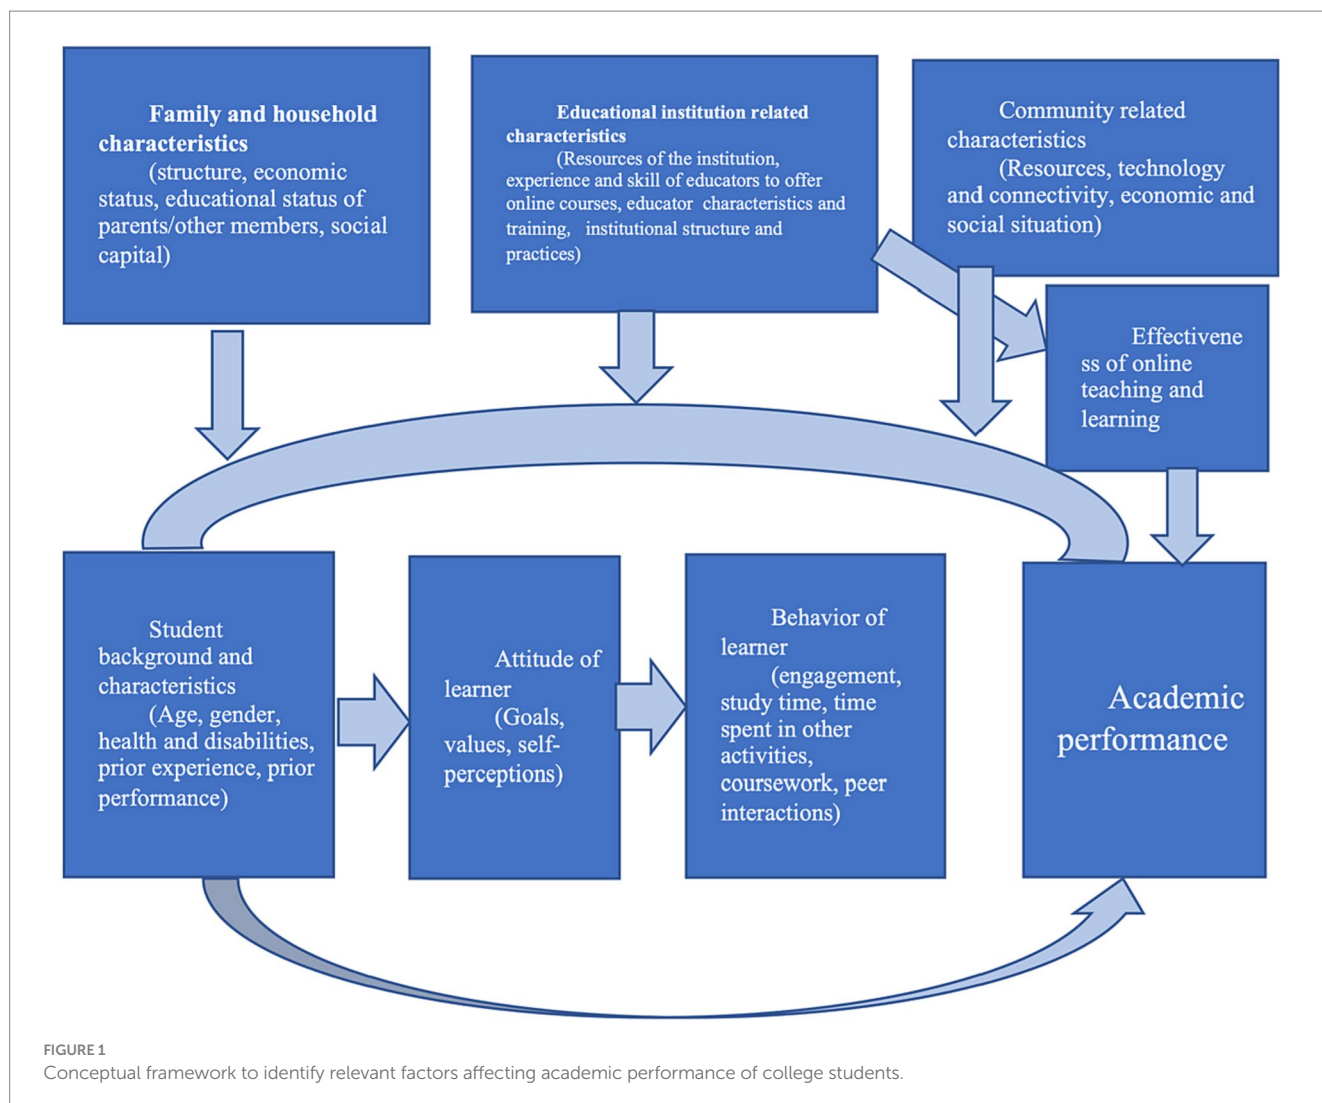 Family and household
characteristics
(structure, economic
status, educational status of
parents/other members, social
capital)
Educational institution related
characteristics
(Resources of the institution,
experience and skill of educators to offer
online courses, educator characteristics and
training, institutional structure and
practices)
Community related
characteristics
(Resources, technology
and connectivity, economic and
social situation)
Effectivene
ss of online
teaching and
learning
Student
background and
characteristics
(Age, gender,
health and disabilities,
prior experience, prior
performance)
Attitude of
learner
(Goals,
values, self-
perceptions)
Behavior of
learner
(engagement,
study time, time
spent in other
activities,
coursework, peer
interactions)
Academic
performance
FIGURE 1
Conceptual framework to identify relevant factors affecting academic performance of college students.